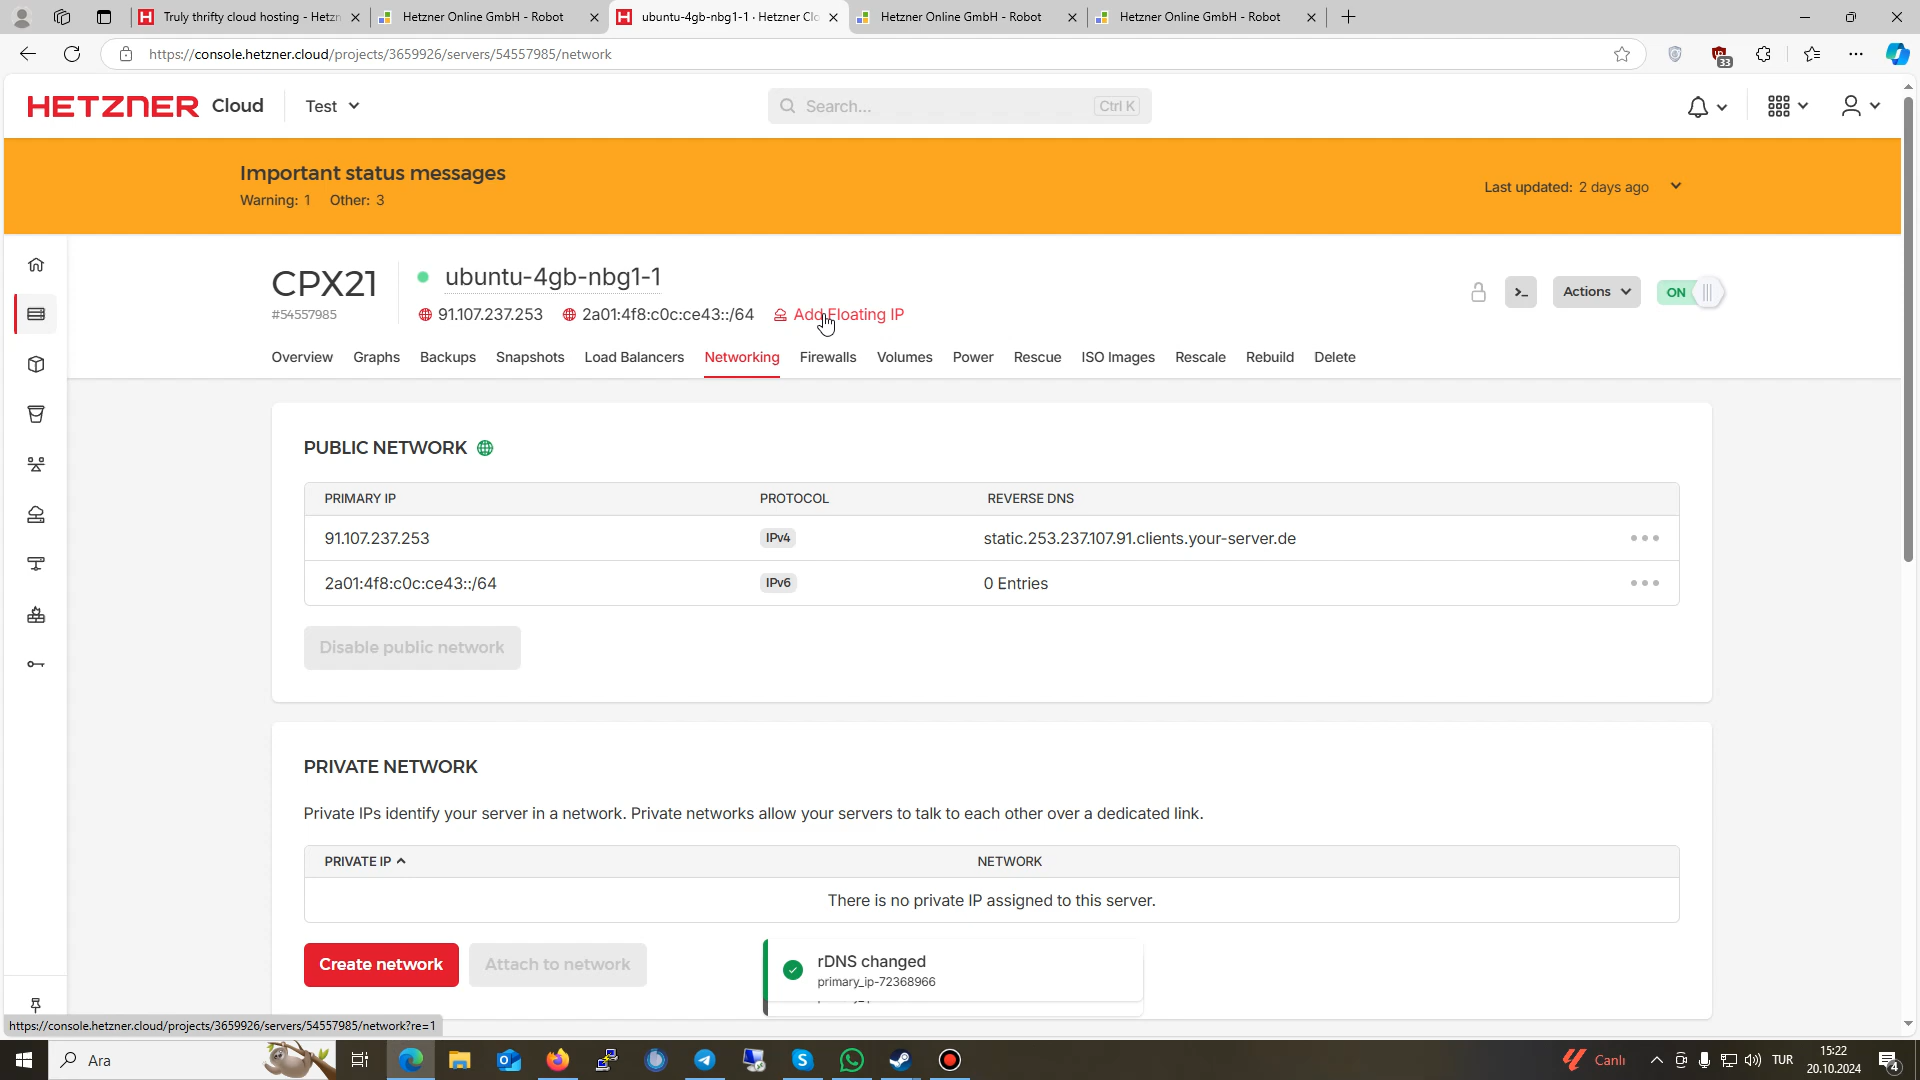 Truly thrifty cloud hosting - Hetzn
Hetzner Online GmbH - Robot
ubuntu-4gb-nbg1-1 · Hetzner Clo
Hetzner Online GmbH - Robot
Hetzner Online GmbH - Robot
https://console.hetzner.cloud/projects/3659926/servers/54557985/network
33
HETZNER Cloud
Test
Search...
Ctrl K
Important status messages
Warning: 1 Other: 3
Last updated: 2 days ago
CPX21
#54557985
ubuntu-4gb-nbg1-1
91.107.237.253
2a01:4f8:c0c:ce43::/64
Add Floating IP
Actions
ON
Overview Graphs Backups Snapshots Load Balancers Networking Firewalls Volumes Power Rescue ISO Images Rescale Rebuild Delete
PUBLIC NETWORK
PRIMARY IP PROTOCOL REVERSE DNS
91.107.237.253 IPv4 static.253.237.107.91.clients.your-server.de
2a01:4f8:c0c:ce43::/64 IPv6 0 Entries
Disable public network
PRIVATE NETWORK
Private IPs identify your server in a network. Private networks allow your servers to talk to each other over a dedicated link.
PRIVATE IP NETWORK
There is no private IP assigned to this server.
Create network
Attach to network
rDNS changed
primary_ip-72368966
https://console.hetzner.cloud/projects/3659926/servers/54557985/network?re=1
Ara
Canlı
TUR
15:22
20.10.2024
4